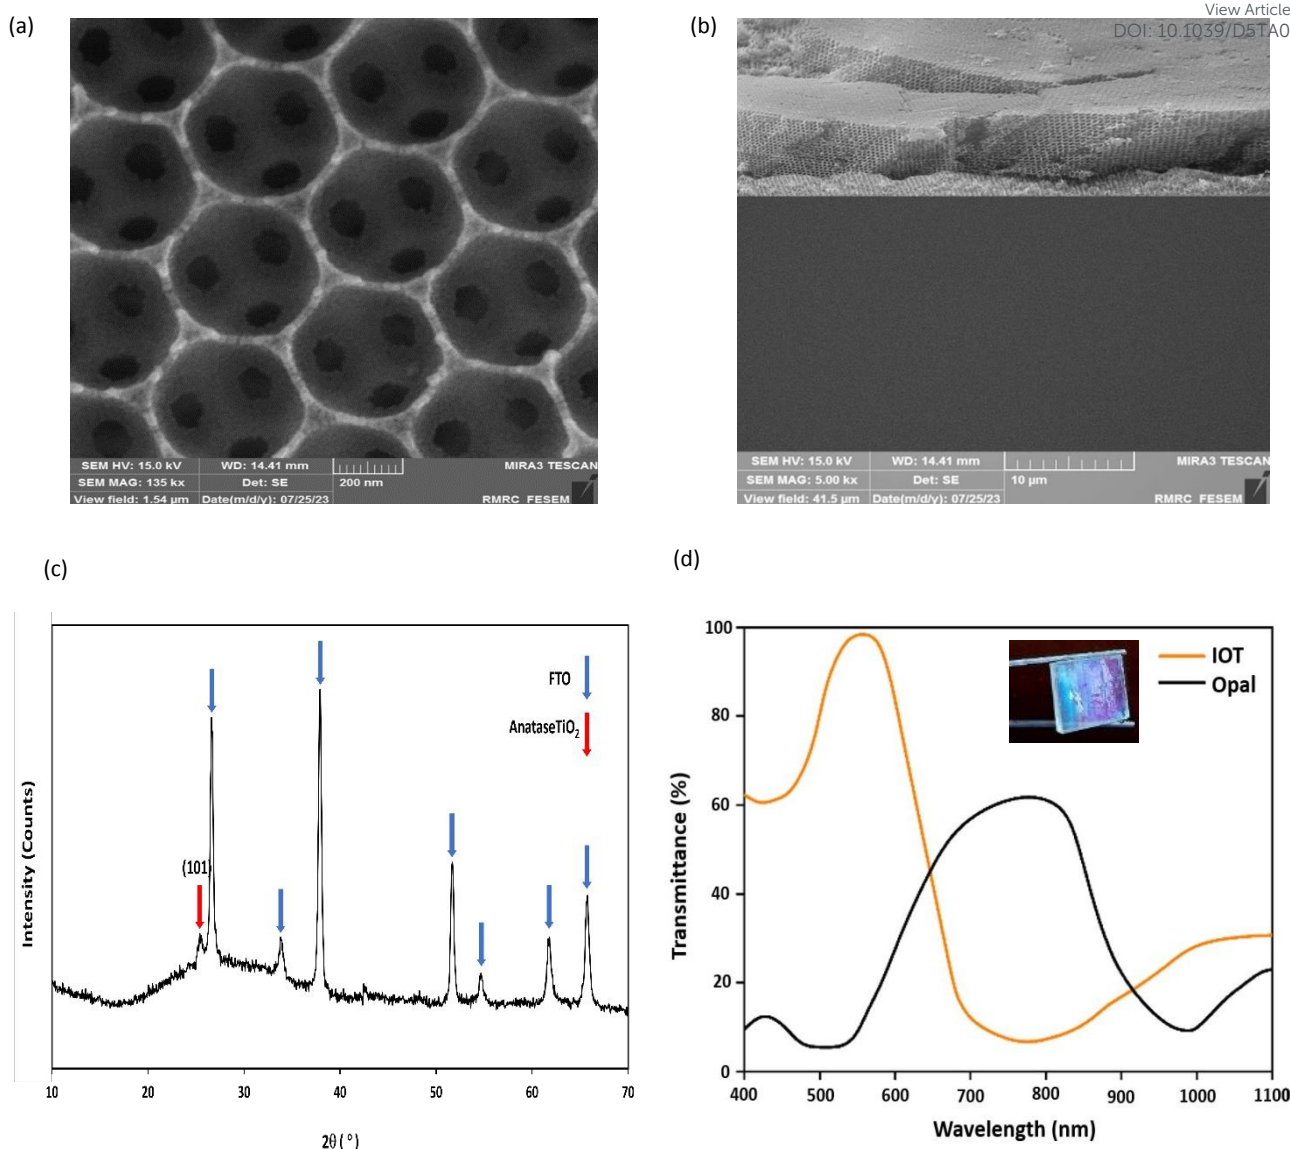 View Article
DOI: 10.1039/D5TA0
(a)
(b)
SEM HV: 15.0 kV
WD: 14.41 mm
MIRA3 TESCAN
SEM MAG: 135 kx
Det: SE
200 nm
View field: 1.54 µm
Date(m/d/y): 07/25/23
RMRC FESEM
SEM HV: 15.0 kV
WD: 14.41 mm
MIRA3 TESCAN
SEM MAG: 5.00 kx
Det: SE
10 µm
View field: 41.5 µm
Date(m/d/y): 07/25/23
RMRC FESEM
(c)
Intensity (Counts)
FTO
AnataseTiO₂
(101)
10 20 30 40 50 60 70
2θ ( ° )
(d)
Transmittance (%)
100
80
60
40
20
0
IOT
Opal
400 500 600 700 800 900 1000 1100
Wavelength (nm)